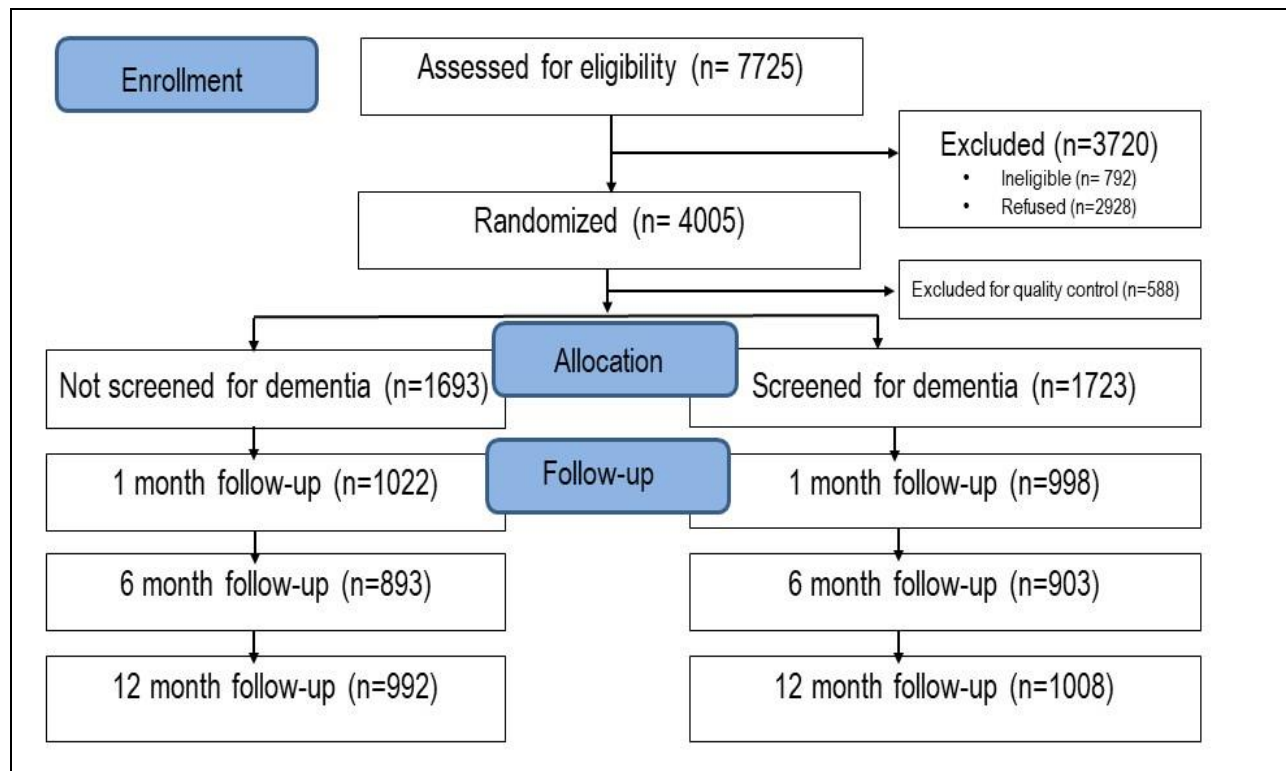 Enrollment
Assessed for eligibility (n= 7725)
Excluded (n=3720)
• Ineligible (n= 792)
• Refused (n=2928)
Randomized (n= 4005)
Excluded for quality control (n=588)
Allocation
Not screened for dementia (n=1693)
Screened for dementia (n=1723)
Follow-up
1 month follow-up (n=1022)
1 month follow-up (n=998)
6 month follow-up (n=893)
6 month follow-up (n=903)
12 month follow-up (n=992)
12 month follow-up (n=1008)